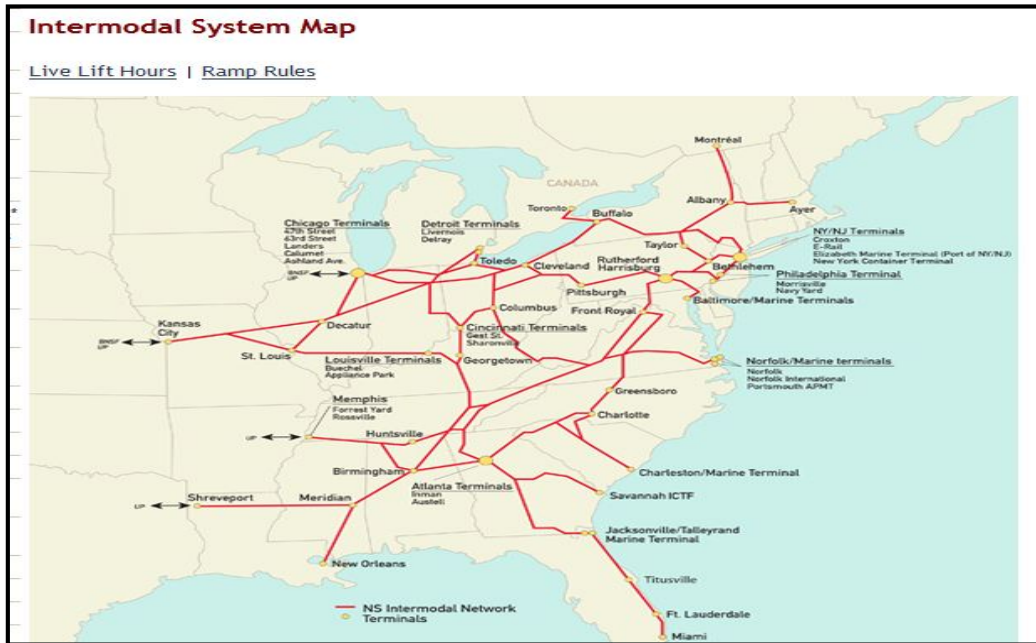 Intermodal System Map
Live Lift Hours | Ramp Rules
Montréal
CANADA
Toronto
Buffalo
Albany
Ayer
Chicago Terminals
47th Street
63rd Street
Landers
Calumet
Ashland Ave.
BNSF
UP
Detroit Terminals
Livernois
Delray
Toledo
Cleveland
Taylor
Rutherford
Harrisburg
Bethlehem
NY/NJ Terminals
Croxton
E-Rail
Elizabeth Marine Terminal (Port of NY/NJ)
New York Container Terminal
Philadelphia Terminal
Morrisville
Navy Yard
Pittsburgh
Baltimore/Marine Terminals
Columbus
Front Royal
Kansas
City
BNSF
UP
Decatur
Cincinnati Terminals
Gest St.
Sharonville
St. Louis
Louisville Terminals
Buechel
Appliance Park
Georgetown
Norfolk/Marine terminals
Norfolk
Norfolk International
Portsmouth APMT
Greensboro
Memphis
Forrest Yard
Rossville
UP
Huntsville
Charlotte
Birmingham
Atlanta Terminals
Inman
Austell
Charleston/Marine Terminal
Savannah ICTF
Shreveport
UP
Meridian
Jacksonville/Talleyrand
Marine Terminal
New Orleans
Titusville
NS Intermodal Network
Terminals
Ft. Lauderdale
Miami